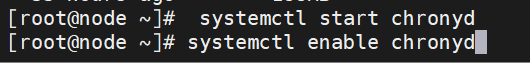 [root@node ~]#  systemctl start chronyd
[root@node ~]# systemctl enable chronyd